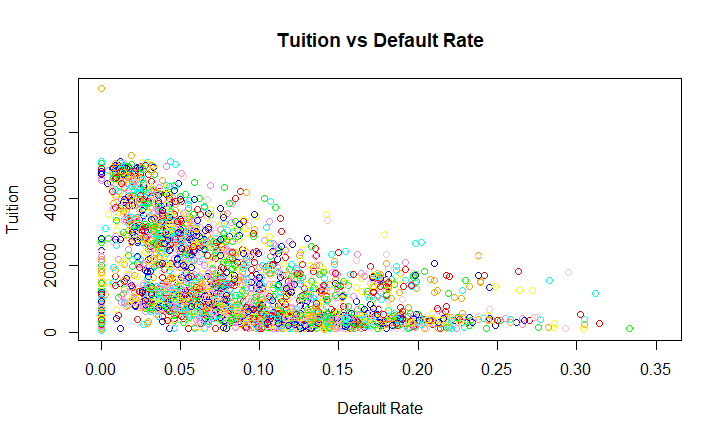 Tuition vs Default Rate
Tuition
60000
40000
20000
0
0.00 0.05 0.10 0.15 0.20 0.25 0.30 0.35
Default Rate